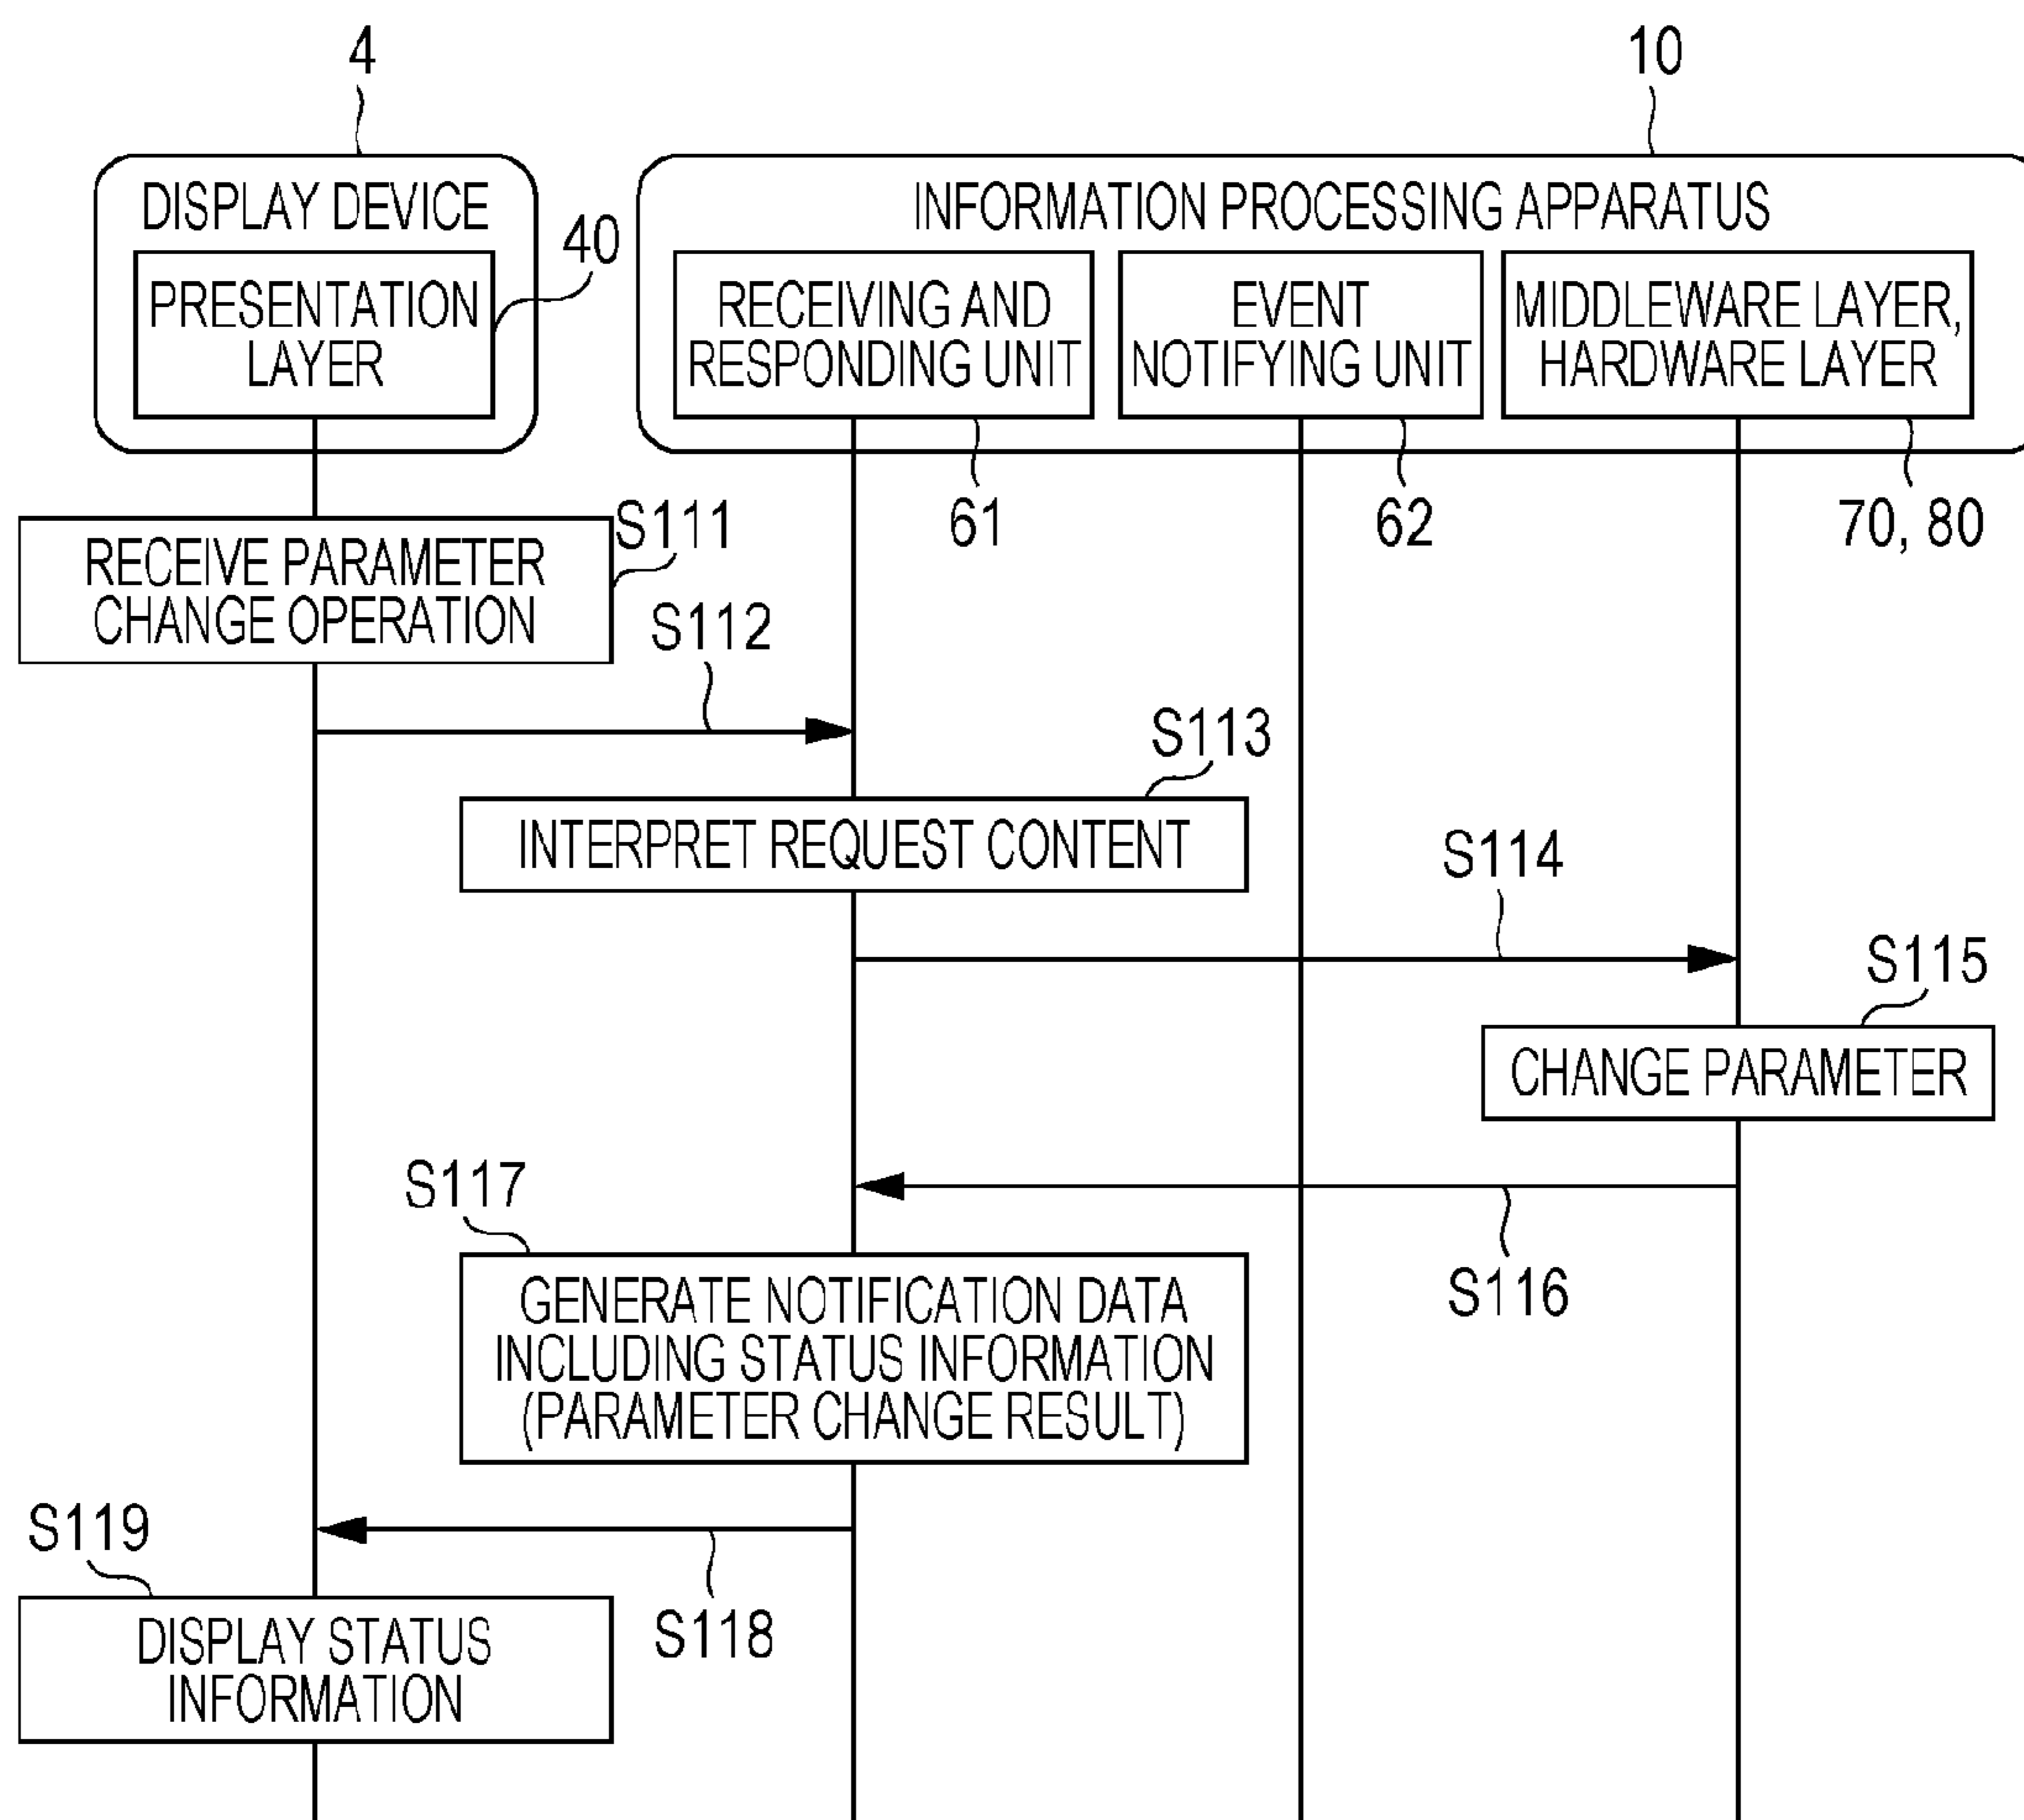 4
10
DISPLAY DEVICE
INFORMATION PROCESSING APPARATUS
40
PRESENTATION
LAYER
RECEIVING AND
RESPONDING UNIT
EVENT
NOTIFYING UNIT
MIDDLEWARE LAYER,
HARDWARE LAYER
61
62
70, 80
S111
RECEIVE PARAMETER
CHANGE OPERATION
S112
S113
INTERPRET REQUEST CONTENT
S114
S115
CHANGE PARAMETER
S116
S117
GENERATE NOTIFICATION DATA
INCLUDING STATUS INFORMATION
(PARAMETER CHANGE RESULT)
S118
S119
DISPLAY STATUS
INFORMATION